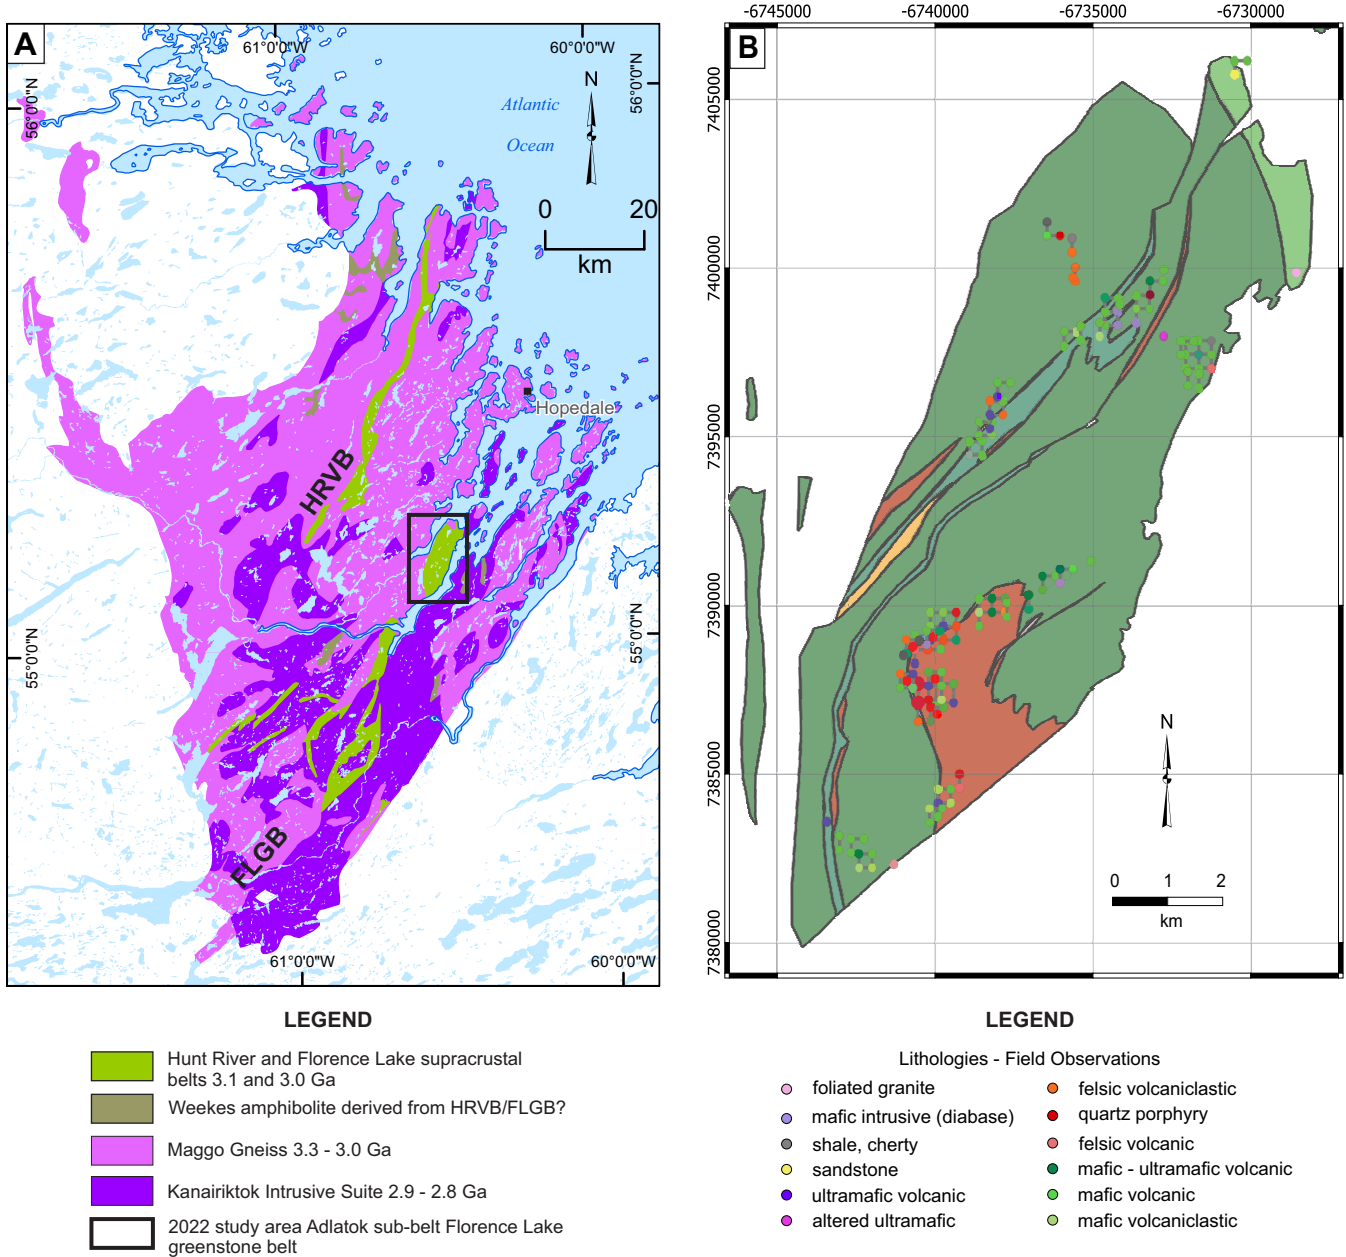 A
61°0'0"W
60°0'0"W
56°0'0"N
56°0'0"N
Atlantic
Ocean
N
0 20
km
Hopedale
HRVB
55°0'0"N
55°0'0"N
FLGB
61°0'0"W
60°0'0"W
LEGEND
Hunt River and Florence Lake supracrustal
belts 3.1 and 3.0 Ga
Weekes amphibolite derived from HRVB/FLGB?
Maggo Gneiss 3.3 - 3.0 Ga
Kanairiktok Intrusive Suite 2.9 - 2.8 Ga
2022 study area Adlatok sub-belt Florence Lake
greenstone belt
B
-6745000 -6740000 -6735000 -6730000
7405000
7400000
7395000
7390000
7385000
7380000
N
0 1 2
km
LEGEND
Lithologies - Field Observations
foliated granite
mafic intrusive (diabase)
shale, cherty
sandstone
ultramafic volcanic
altered ultramafic
felsic volcaniclastic
quartz porphyry
felsic volcanic
mafic - ultramafic volcanic
mafic volcanic
mafic volcaniclastic